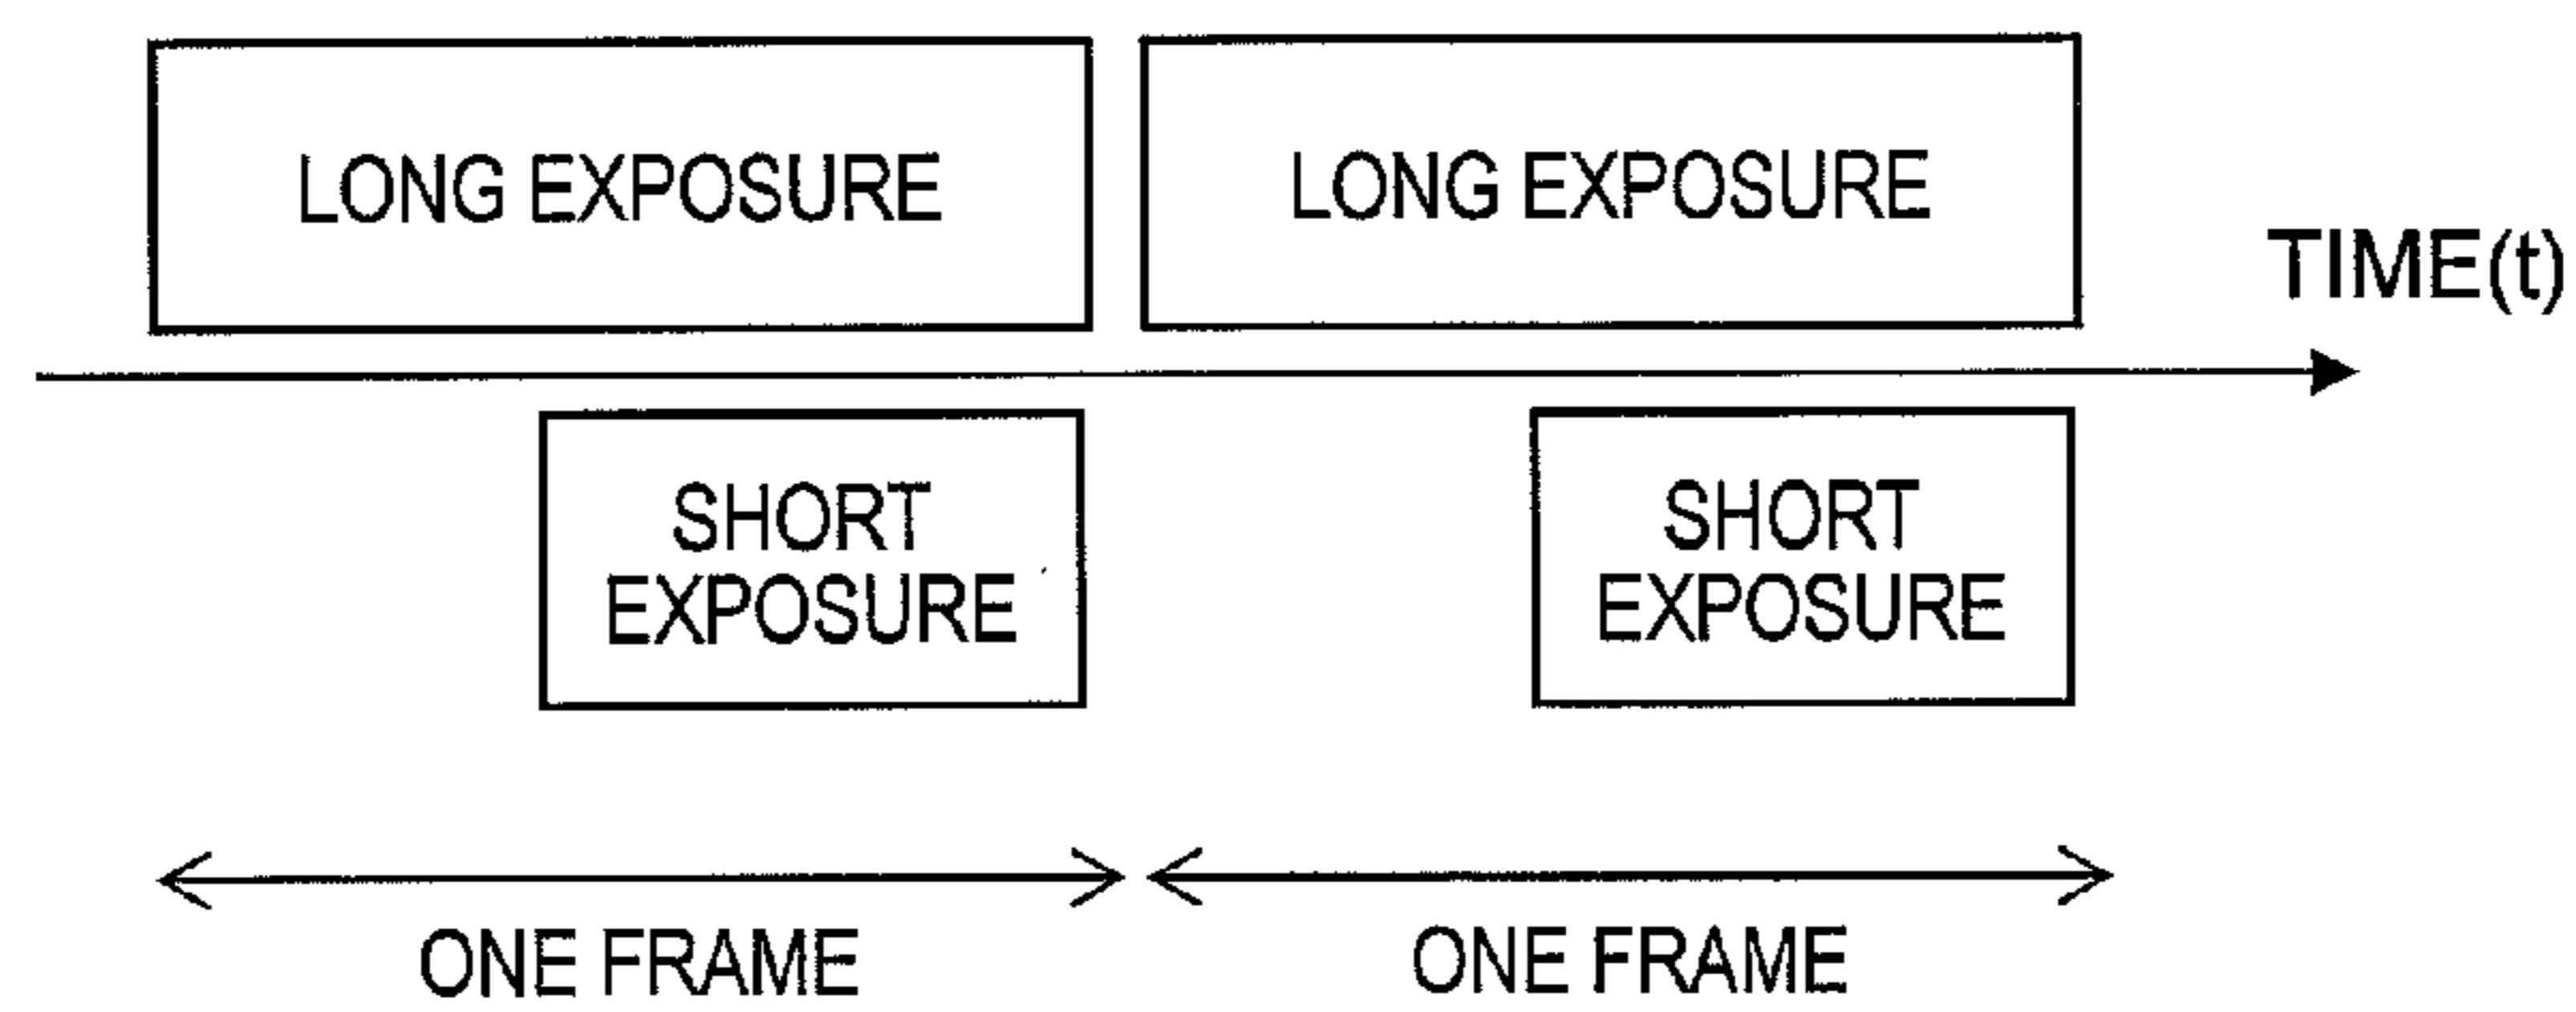 LONG EXPOSURE
LONG EXPOSURE
TIME(t)
SHORT
EXPOSURE
SHORT
EXPOSURE
ONE FRAME
ONE FRAME